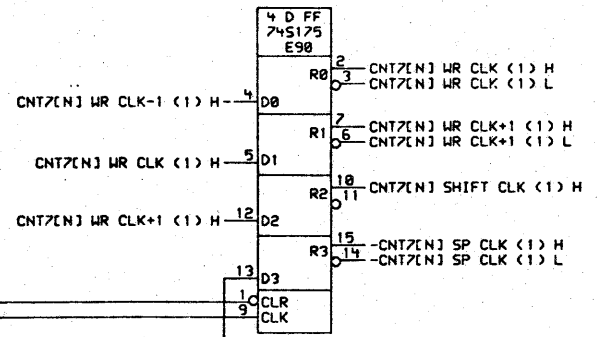 4 D FF
74S175
E90
R0 2 CNT7[N] WR CLK (1) H
3 CNT7[N] WR CLK (1) L
CNT7[N] WR CLK-1 (1) H 4 D0
R1 7 CNT7[N] WR CLK+1 (1) H
6 CNT7[N] WR CLK+1 (1) L
CNT7[N] WR CLK (1) H 5 D1
R2 10 CNT7[N] SHIFT CLK (1) H
11
CNT7[N] WR CLK+1 (1) H 12 D2
R3 15 -CNT7[N] SP CLK (1) H
14 -CNT7[N] SP CLK (1) L
13 D3
1 CLR
9 CLK